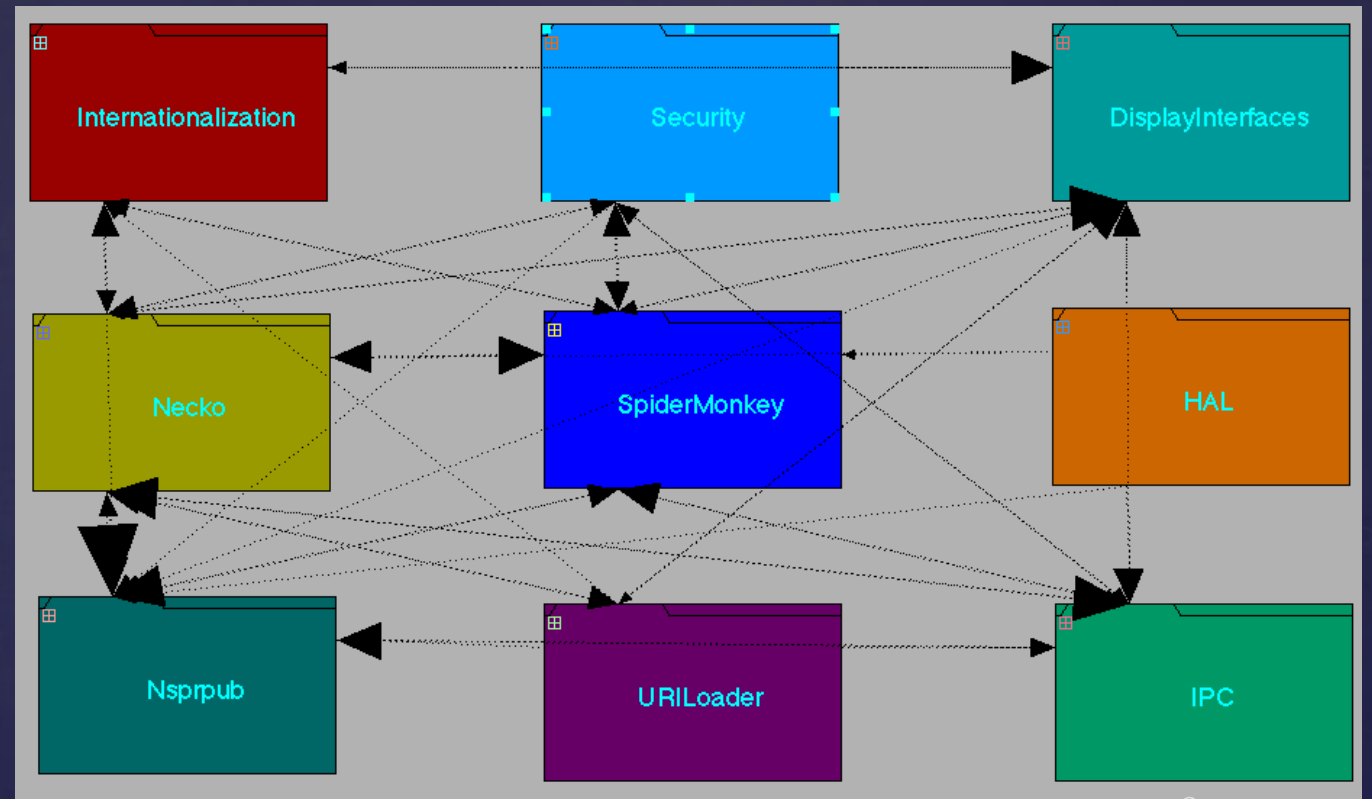 Internationalization
Security
DisplayInterfaces
Necko
SpiderMonkey
HAL
Nsprpub
URILoader
IPC